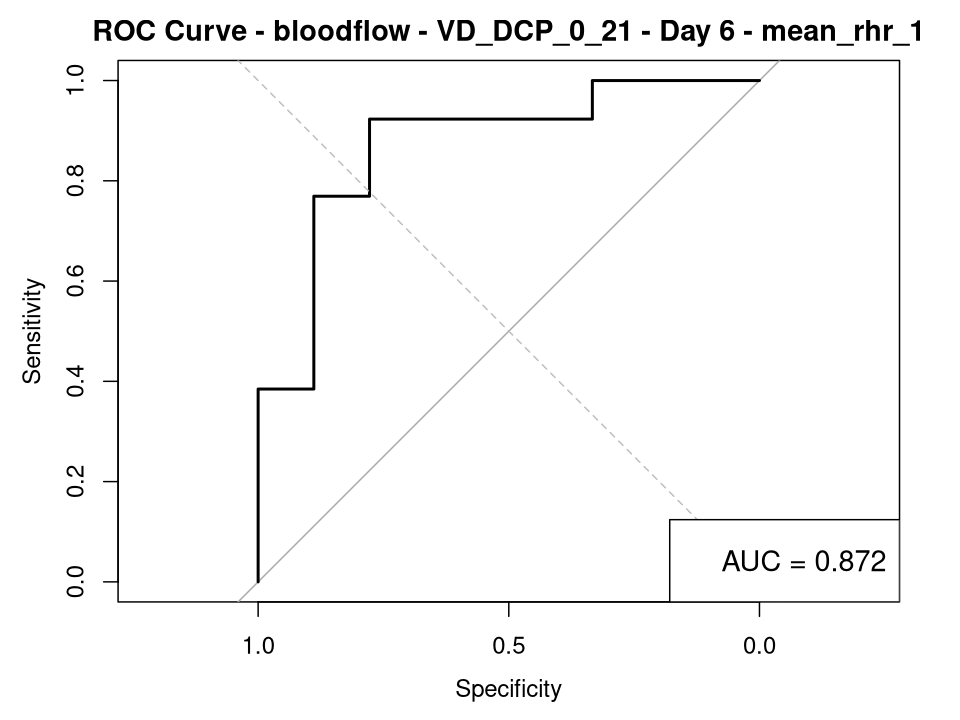 ROC Curve - bloodflow - VD_DCP_0_21 - Day 6 - mean_rhr_1
Sensitivity
1.0
0.8
0.6
0.4
0.2
0.0
AUC = 0.872
1.0 0.5 0.0
Specificity